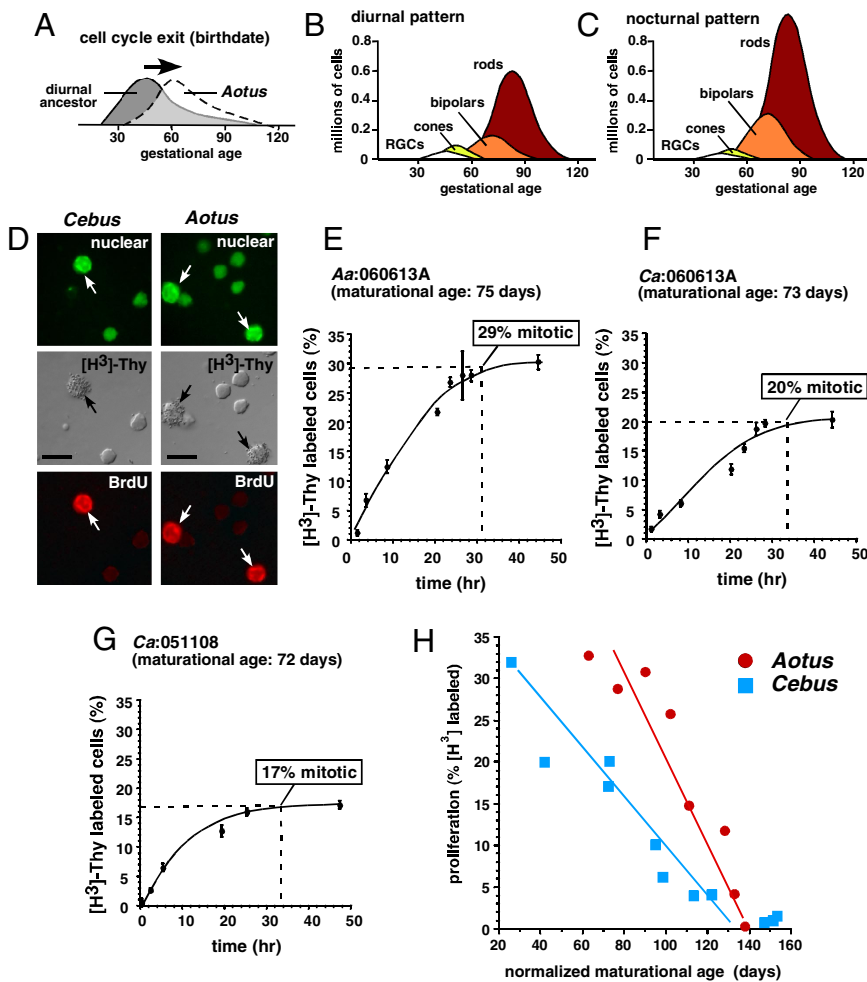 A
cell cycle exit (birthdate)
diurnal
ancestor
Aotus
30 60 90 120
gestational age
B
diurnal pattern
millions of cells
0.8
0.6
0.4
0.2
0
rods
bipolars
cones
RGCs
30 60 90 120
gestational age
C
nocturnal pattern
millions of cells
0.8
0.6
0.4
0.2
0
rods
bipolars
cones
RGCs
30 60 90 120
gestational age
D
Cebus Aotus
nuclear nuclear
[H3]-Thy [H3]-Thy
BrdU BrdU
E
Aa:060613A
(maturational age: 75 days)
[H3]-Thy labeled cells (%)
35
30
25
20
15
10
5
0
29% mitotic
0 10 20 30 40 50 60
time (hr)
F
Ca:060613A
(maturational age: 73 days)
[H3]-Thy labeled cells (%)
35
30
25
20
15
10
5
0
20% mitotic
0 10 20 30 40 50
time (hr)
G
Ca:051108
(maturational age: 72 days)
[H3]-Thy labeled cells (%)
35
30
25
20
15
10
5
0
17% mitotic
0 10 20 30 40 50
time (hr)
H
proliferation (% [H3] labeled)
35
30
25
20
15
10
5
0
Aotus
Cebus
20 40 60 80 100 120 140 160
normalized maturational age (days)